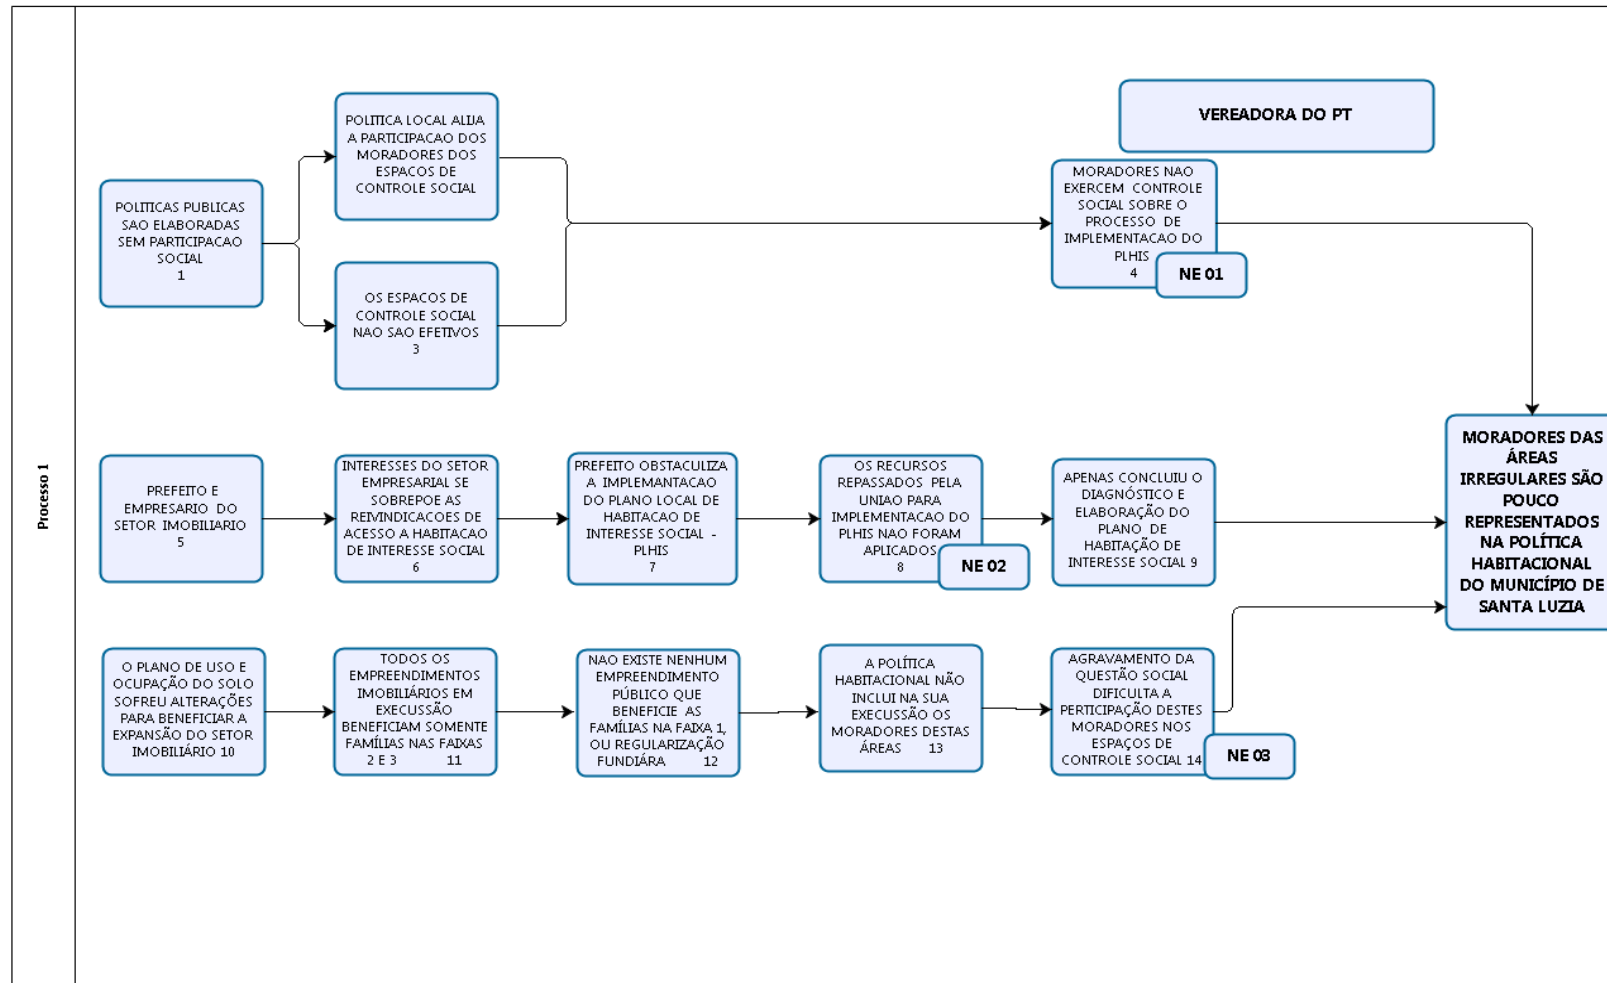 Processo 1
POLITICAS PUBLICAS
SAO ELABORADAS
SEM PARTICIPACAO
SOCIAL
1
POLITICA LOCAL ALIJA
A PARTICIPACAO DOS
MORADORES DOS
ESPACOS DE
CONTROLE SOCIAL
OS ESPACOS DE
CONTROLE SOCIAL
NAO SAO EFETIVOS
3
VEREADORA DO PT
MORADORES NAO
EXERCEM CONTROLE
SOCIAL SOBRE O
PROCESSO DE
IMPLEMENTACAO DO
PLHIS
4
NE 01
PREFEITO E
EMPRESARIO DO
SETOR IMOBILIARIO
5
INTERESSES DO SETOR
EMPRESARIAL SE
SOBREPOE AS
REIVINDICACOES DE
ACESSO A HABITACAO
DE INTERESSE SOCIAL
6
PREFEITO OBSTACULIZA
A IMPLEMANTACAO
DO PLANO LOCAL DE
HABITACAO DE
INTERESSE SOCIAL -
PLHIS
7
OS RECURSOS
REPASSADOS PELA
UNIAO PARA
IMPLEMENTACAO DO
PLHIS NAO FORAM
APLICADOS
8
NE 02
APENAS CONCLUIU O
DIAGNÓSTICO E
ELABORAÇÃO DO
PLANO DE
HABITAÇÃO DE
INTERESSE SOCIAL 9
MORADORES DAS
ÁREAS
IRREGULARES SÃO
POUCO
REPRESENTADOS
NA POLÍTICA
HABITACIONAL
DO MUNICÍPIO DE
SANTA LUZIA
O PLANO DE USO E
OCUPAÇÃO DO SOLO
SOFREU ALTERAÇÕES
PARA BENEFICIAR A
EXPANSÃO DO SETOR
IMOBILIÁRIO 10
TODOS OS
EMPREENDIMENTOS
IMOBILIÁRIOS EM
EXECUSSÃO
BENEFICIAM SOMENTE
FAMÍLIAS NAS FAIXAS
2 E 3 11
NAO EXISTE NENHUM
EMPREENDIMENTO
PÚBLICO QUE
BENEFICIE AS
FAMÍLIAS NA FAIXA 1,
OU REGULARIZAÇÃO
FUNDIÁRA 12
A POLÍTICA
HABITACIONAL NÃO
INCLUI NA SUA
EXECUSSÃO OS
MORADORES DESTAS
ÁREAS 13
AGRAVAMENTO DA
QUESTÃO SOCIAL
DIFICULTA A
PERTICIPAÇÃO DESTES
MORADORES NOS
ESPAÇOS DE
CONTROLE SOCIAL 14
NE 03